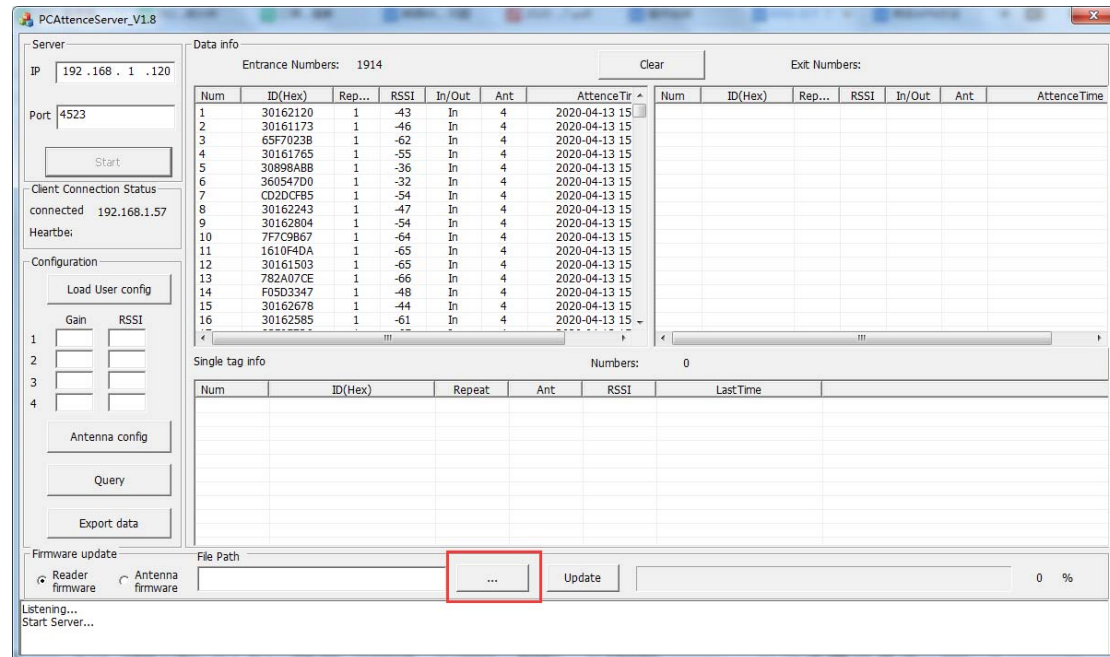 PCAttenceServer_V1.8
Server
IP 192 .168 . 1 .120
Port 4523
Start
Client Connection Status
connected 192.168.1.57
Heartbe
Configuration
Load User config
Gain RSSI
1
2
3
4
Antenna config
Query
Export data
Data info
Entrance Numbers: 1914
Clear
Exit Numbers:
Num ID(Hex) Rep... RSSI In/Out Ant AttenceTir
1 30162120 1 -43 In 4 2020-04-13 15
2 30161173 1 -46 In 4 2020-04-13 15
3 65F7023B 1 -62 In 4 2020-04-13 15
4 30161765 1 -55 In 4 2020-04-13 15
5 30898ABB 1 -36 In 4 2020-04-13 15
6 360547D0 1 -32 In 4 2020-04-13 15
7 CD2DCFB5 1 -54 In 4 2020-04-13 15
8 30162243 1 -47 In 4 2020-04-13 15
9 30162804 1 -54 In 4 2020-04-13 15
10 7F7C9B67 1 -64 In 4 2020-04-13 15
11 1610F4DA 1 -65 In 4 2020-04-13 15
12 30161503 1 -65 In 4 2020-04-13 15
13 782A07CE 1 -66 In 4 2020-04-13 15
14 F05D3347 1 -48 In 4 2020-04-13 15
15 30162678 1 -44 In 4 2020-04-13 15
16 30162585 1 -61 In 4 2020-04-13 15
Num ID(Hex) Rep... RSSI In/Out Ant AttenceTime
Single tag info
Numbers: 0
Num ID(Hex) Repeat Ant RSSI LastTime
Firmware update
Reader firmware
Antenna firmware
File Path
...
Update
0 %
Listening...
Start Server...